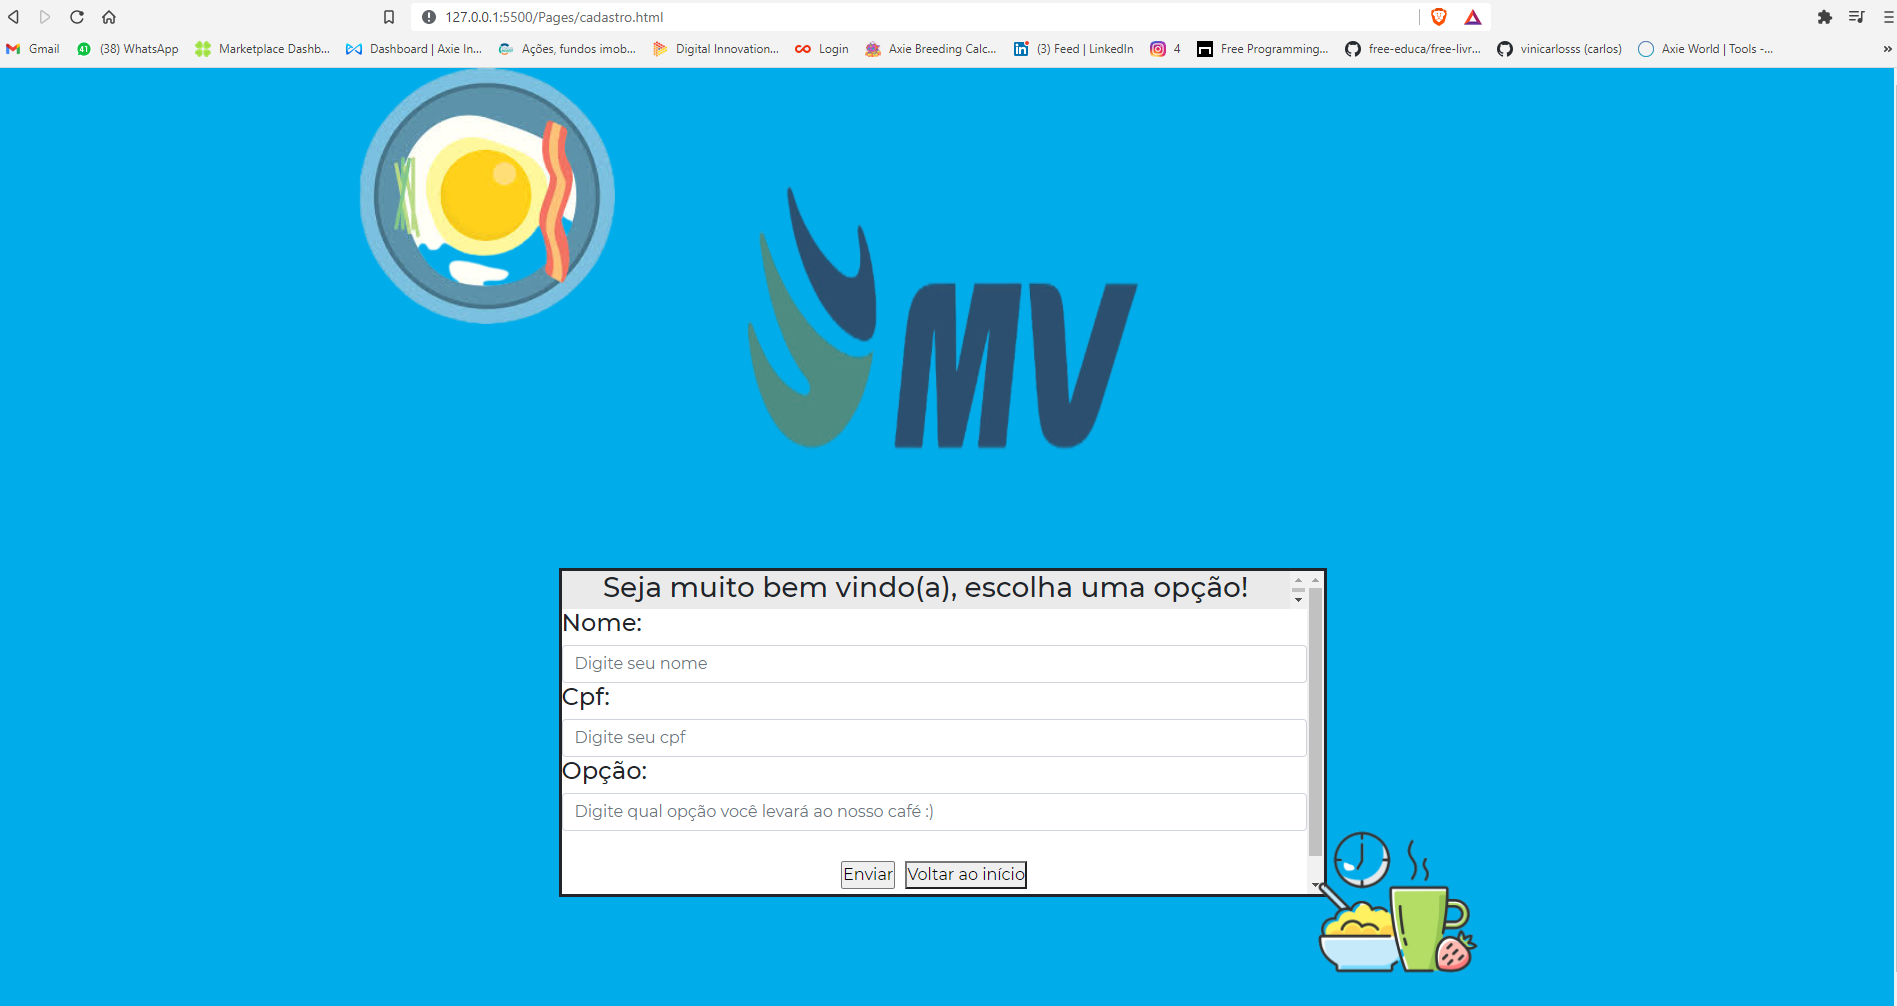 127.0.0.1:5500/Pages/cadastro.html
Gmail
(38) WhatsApp
Marketplace Dashb...
Dashboard | Axie In...
Ações, fundos imob...
Digital Innovation...
Login
Axie Breeding Calc...
(3) Feed | LinkedIn
4
Free Programming...
free-educa/free-livr...
vinicarlosss (carlos)
Axie World | Tools -...
»
MV
Seja muito bem vindo(a), escolha uma opção!
Nome:
Digite seu nome
Cpf:
Digite seu cpf
Opção:
Digite qual opção você levará ao nosso café :)
Enviar
Voltar ao início